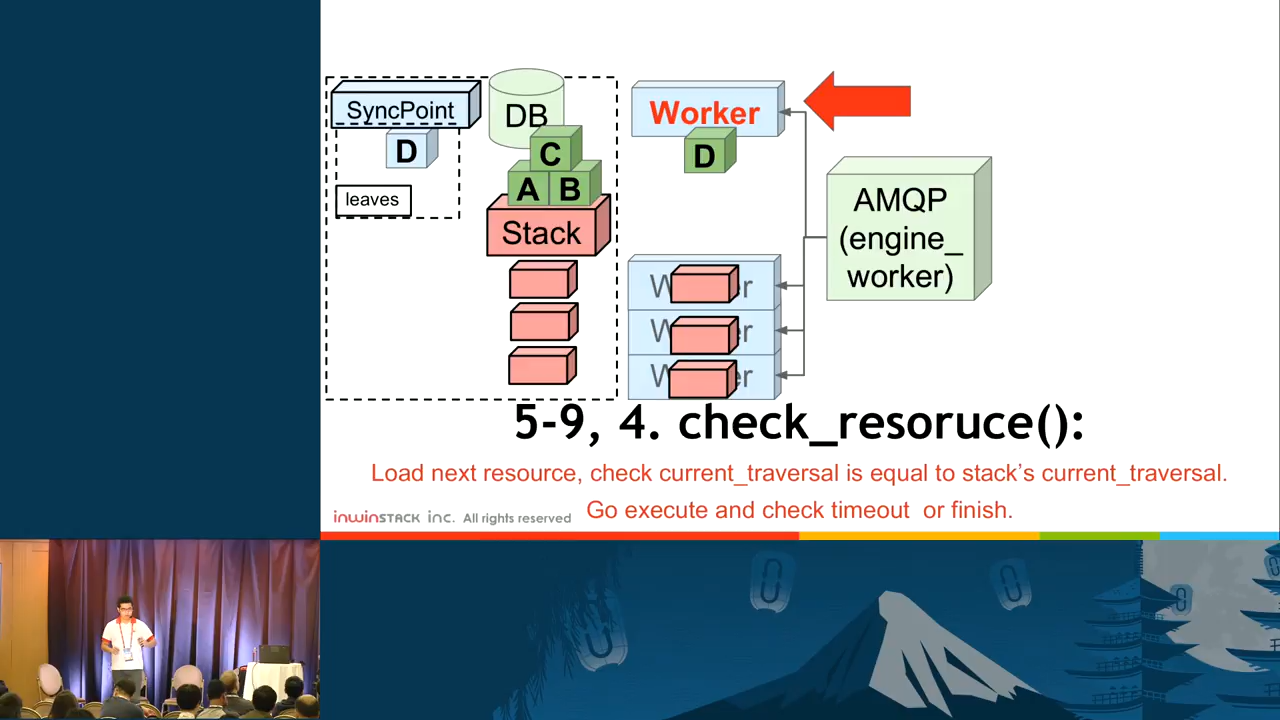 SyncPoint
D
leaves
DB
C
A B
Stack
Worker
D
W r
W r
W er
AMQP
(engine_
worker)
5-9, 4. check_resoruce():
Load next resource, check current_traversal is equal to stack's current_traversal.
Go execute and check timeout or finish.
inwinSTACK inc. All rights reserved